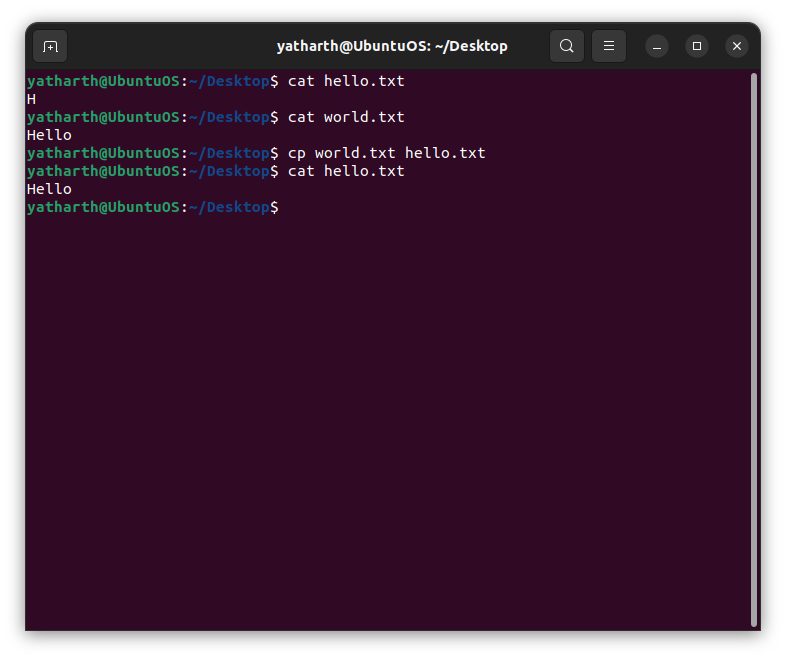 yatharth@UbuntuOS: ~/Desktop
yatharth@UbuntuOS:~/Desktop$ cat hello.txt
H
yatharth@UbuntuOS:~/Desktop$ cat world.txt
Hello
yatharth@UbuntuOS:~/Desktop$ cp world.txt hello.txt
yatharth@UbuntuOS:~/Desktop$ cat hello.txt
Hello
yatharth@UbuntuOS:~/Desktop$